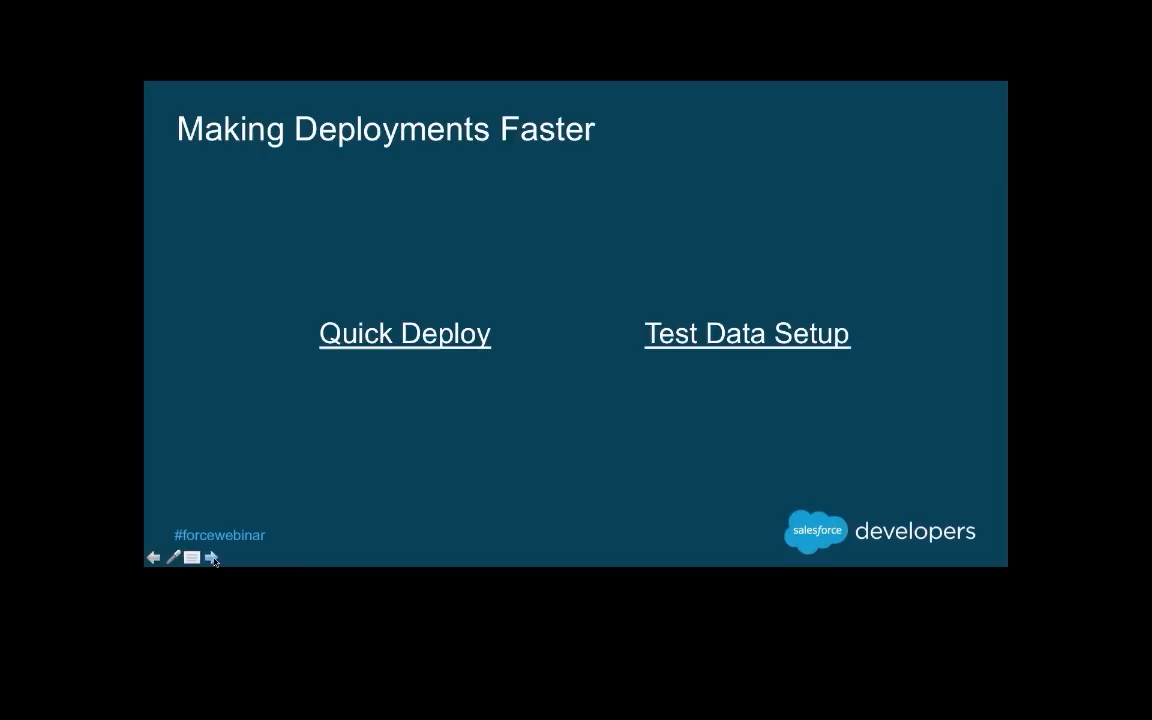 Making Deployments Faster
Quick Deploy
Test Data Setup
#forcewebinar
salesforce developers